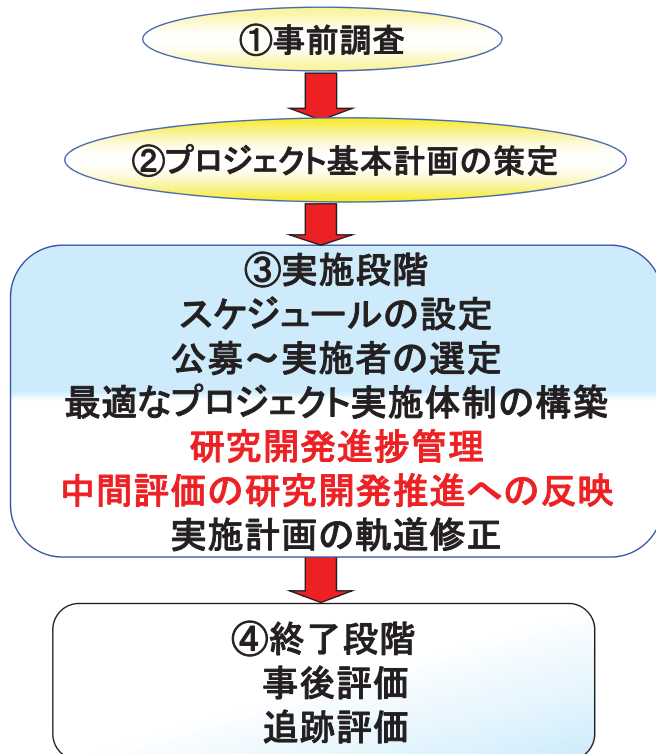 ①事前調査
②プロジェクト基本計画の策定
③実施段階
スケジュールの設定
公募～実施者の選定
最適なプロジェクト実施体制の構築
研究開発進捗管理
中間評価の研究開発推進への反映
実施計画の軌道修正
④終了段階
事後評価
追跡評価